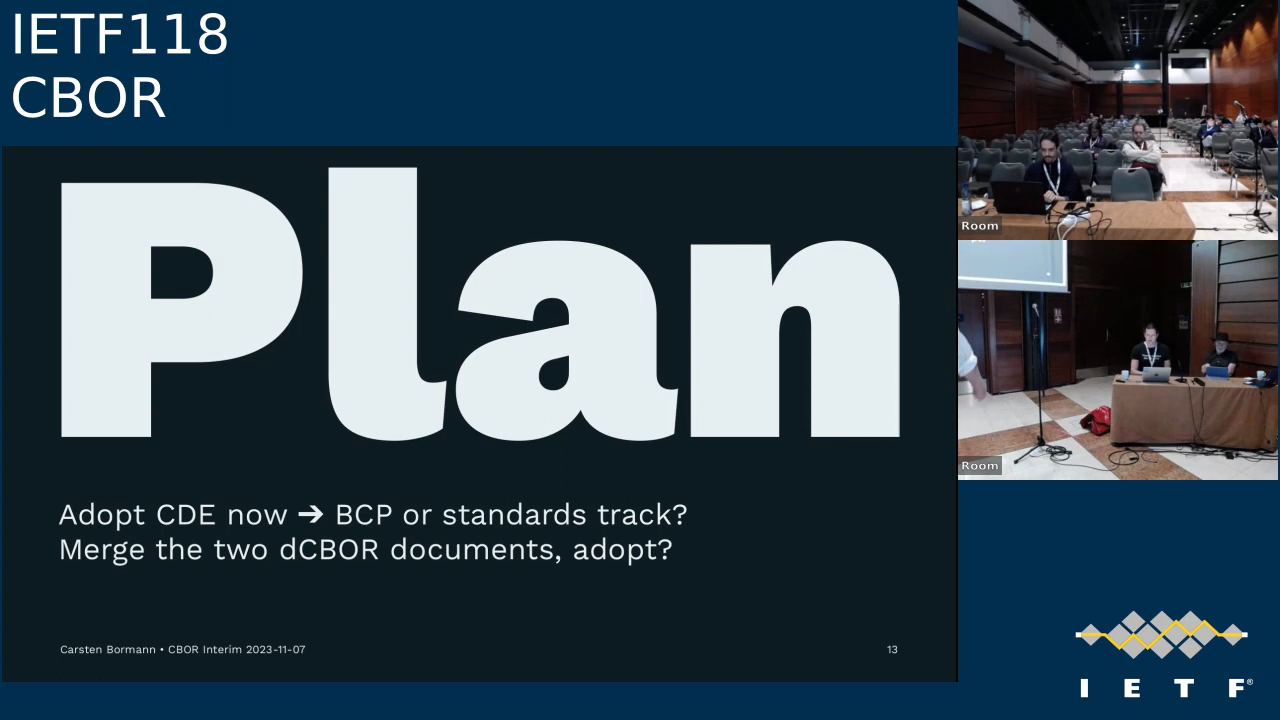 IETF118
CBOR
Plan
Adopt CDE now ➔ BCP or standards track?
Merge the two dCBOR documents, adopt?
Carsten Bormann • CBOR Interim 2023-11-07
13
Room
Room
I E T F®